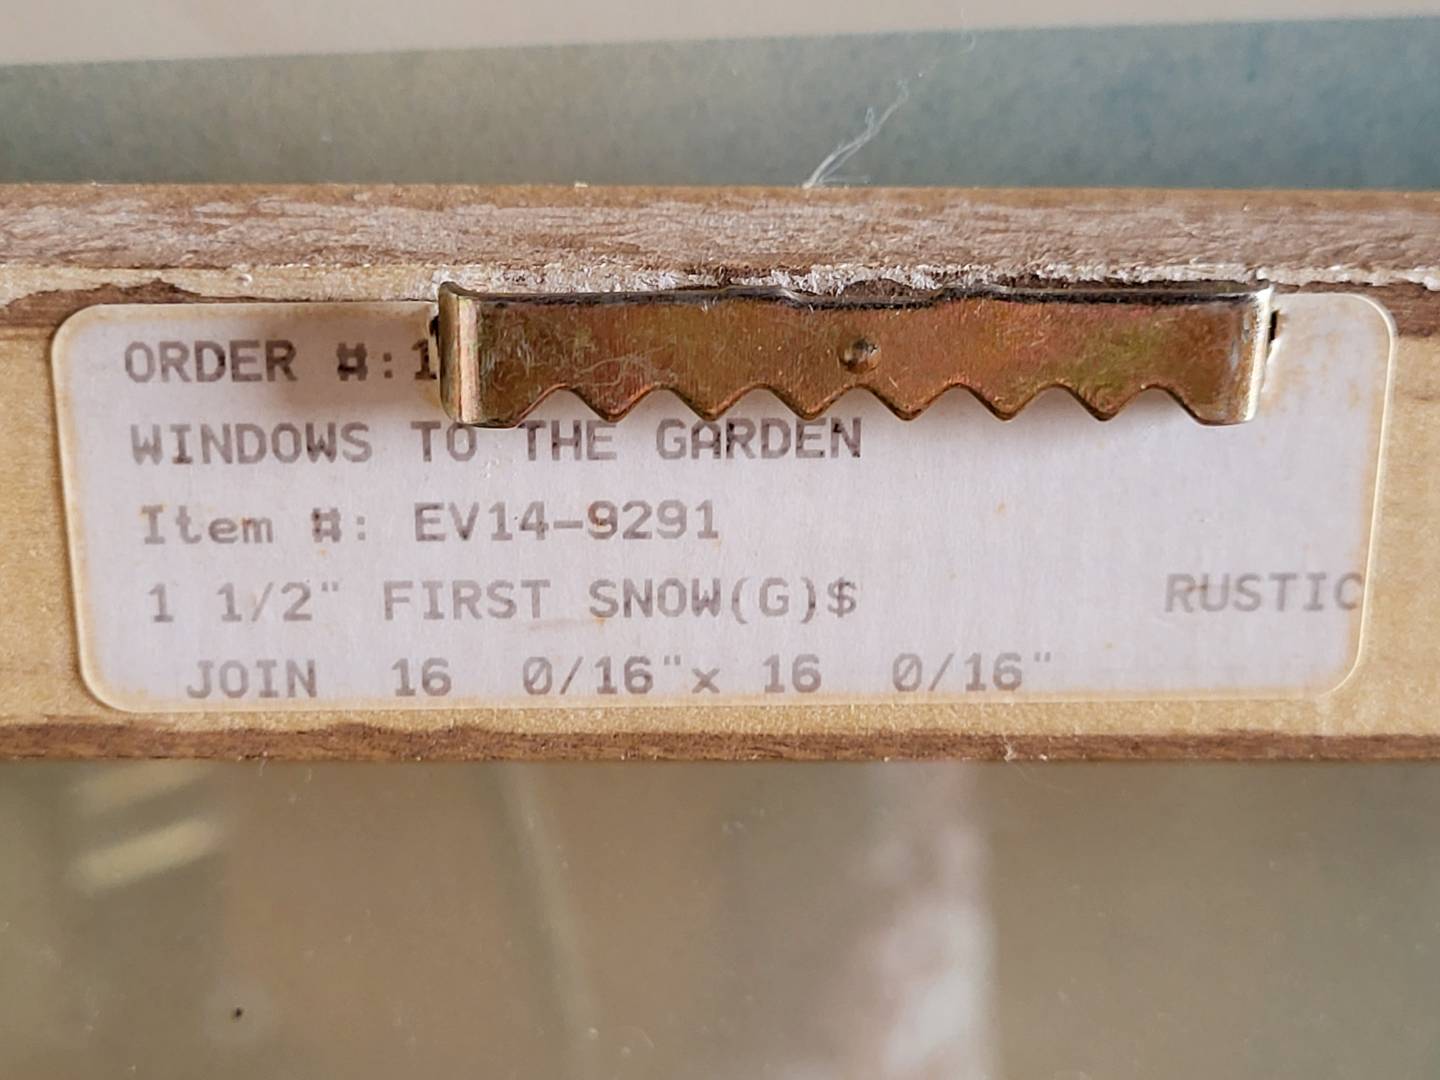 ORDER #:1
WINDOWS TO THE GARDEN
Item #: EV14-9291
1 1/2" FIRST SNOW(G)$ RUSTIC
JOIN 16 0/16"x 16 0/16"